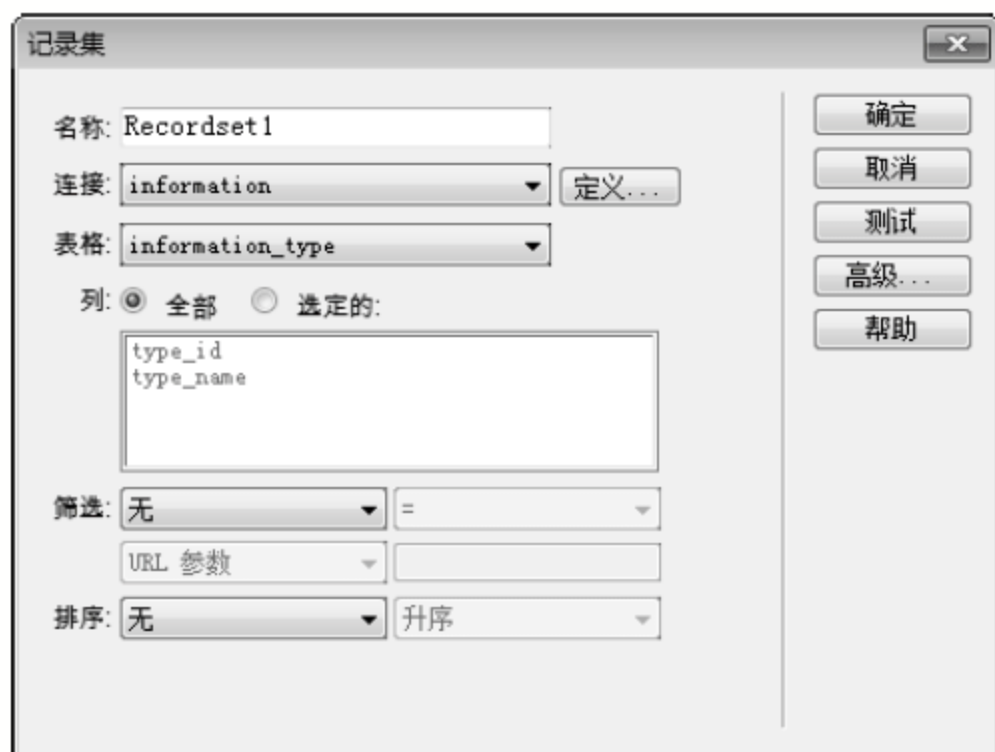 记录集
名称: Recordset1
确定
连接: information 定义...
取消
表格: information_type
测试
列: 全部 选定的:
高级...
type_id
帮助
type_name
筛选: 无 =
URL 参数
排序: 无 升序